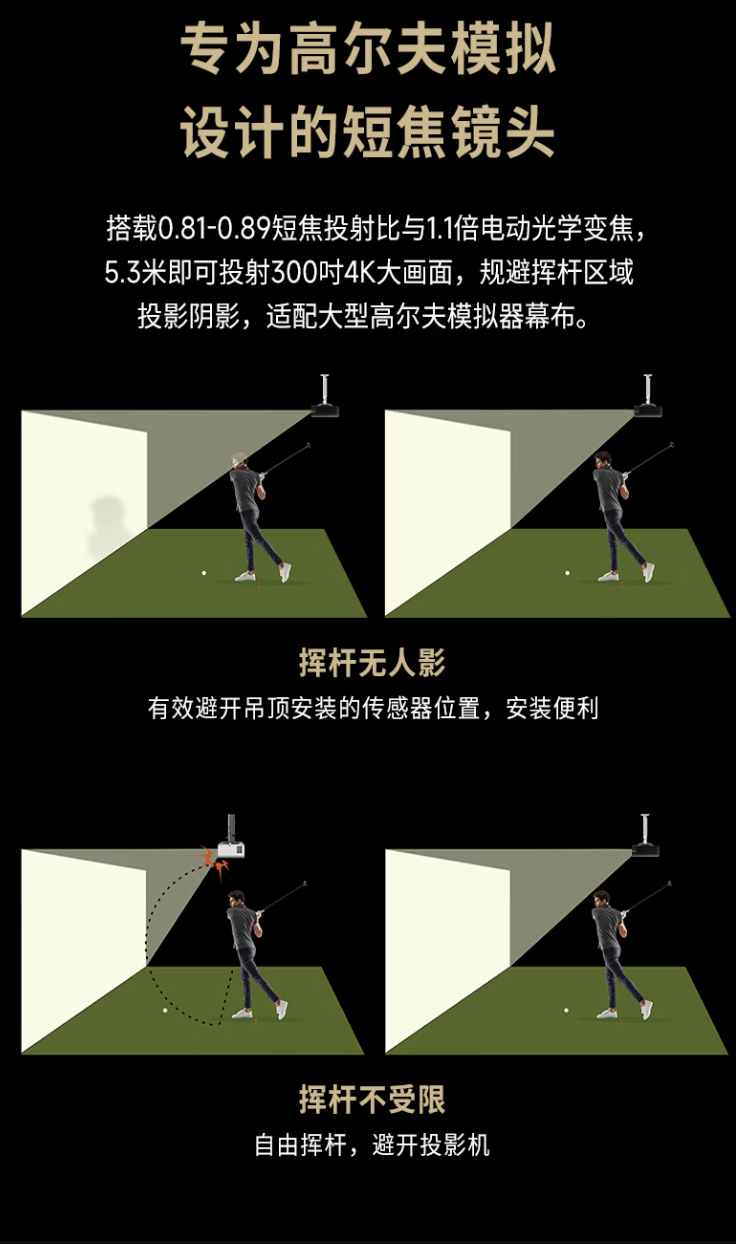 专为高尔夫模拟
设计的短焦镜头
搭载0.81-0.89短焦投射比与1.1倍电动光学变焦，
5.3米即可投射300吋4K大画面，规避挥杆区域
投影阴影，适配大型高尔夫模拟器幕布。
挥杆无人影
有效避开吊顶安装的传感器位置，安装便利
挥杆不受限
自由挥杆，避开投影机